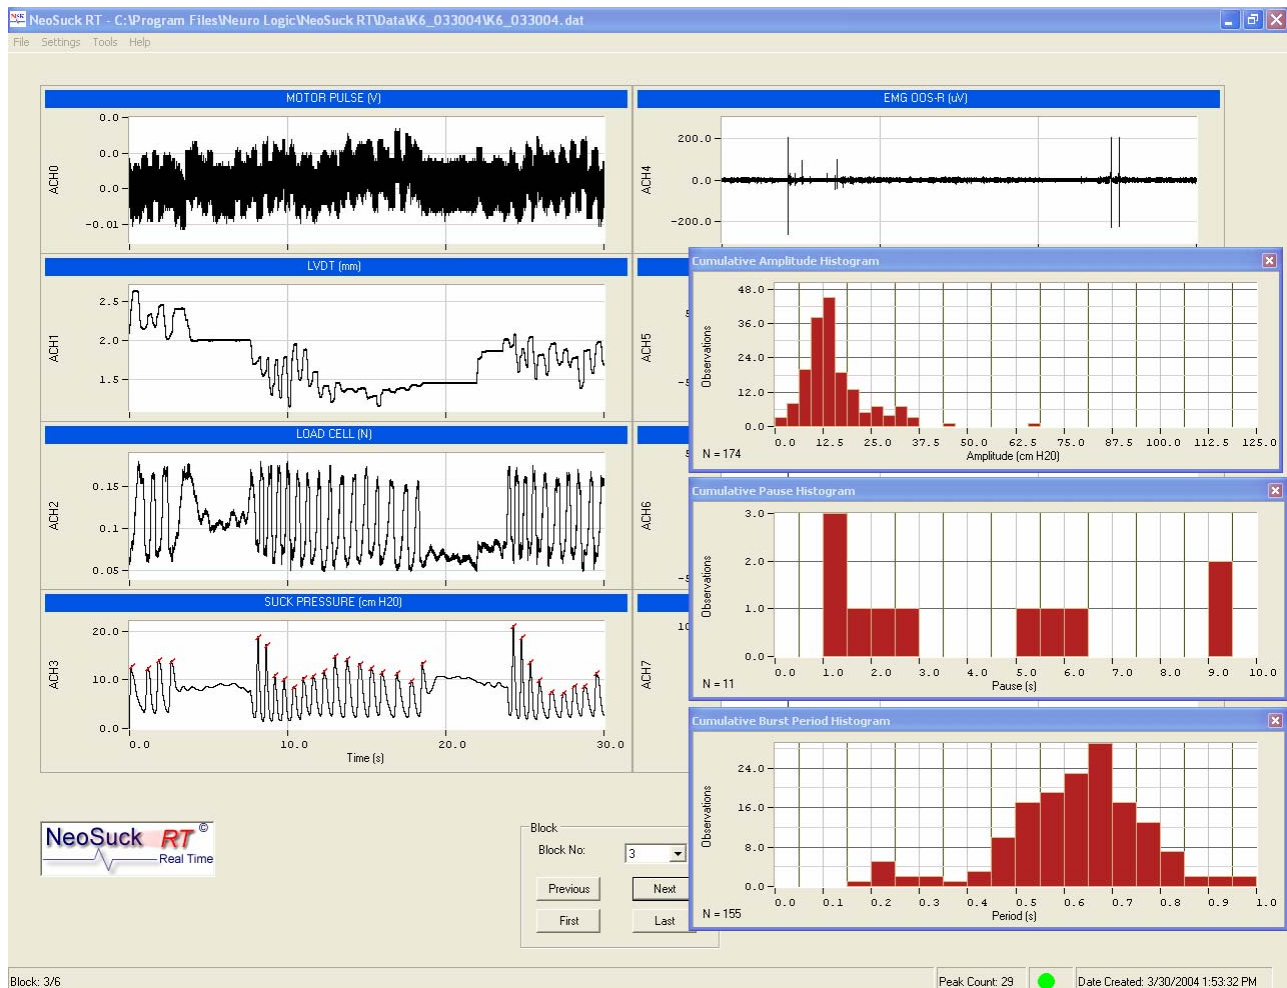 NeoSuck RT - C:\Program Files\Neuro Logic\NeoSuck RT\Data\K6_033004\K6_033004.dat
File Settings Tools Help
MOTOR PULSE (V)
ACH0
0.0
0.0
0.0
-0.01
EMG OOS-R (uV)
ACH4
200.0
0.0
-200.0
LVDT (mm)
ACH1
2.5
2.0
1.5
ACH5
LOAD CELL (N)
ACH2
0.15
0.1
0.05
ACH6
SUCK PRESSURE (cm H20)
ACH3
20.0
10.0
0.0
0.0 10.0 20.0 30.0
Time (s)
ACH7
Cumulative Amplitude Histogram
Observations
48.0
36.0
24.0
12.0
0.0
0.0 12.5 25.0 37.5 50.0 62.5 75.0 87.5 100.0 112.5 125.0
N = 174
Amplitude (cm H20)
Cumulative Pause Histogram
Observations
3.0
2.0
1.0
0.0
0.0 1.0 2.0 3.0 4.0 5.0 6.0 7.0 8.0 9.0 10.0
N = 11
Pause (s)
Cumulative Burst Period Histogram
Observations
24.0
16.0
8.0
0.0
0.0 0.1 0.2 0.3 0.4 0.5 0.6 0.7 0.8 0.9 1.0
N = 155
Period (s)
NeoSuck RT ©
Real Time
Block
Block No: 3
Previous Next
First Last
Block: 3/6
Peak Count: 29
Date Created: 3/30/2004 1:53:32 PM